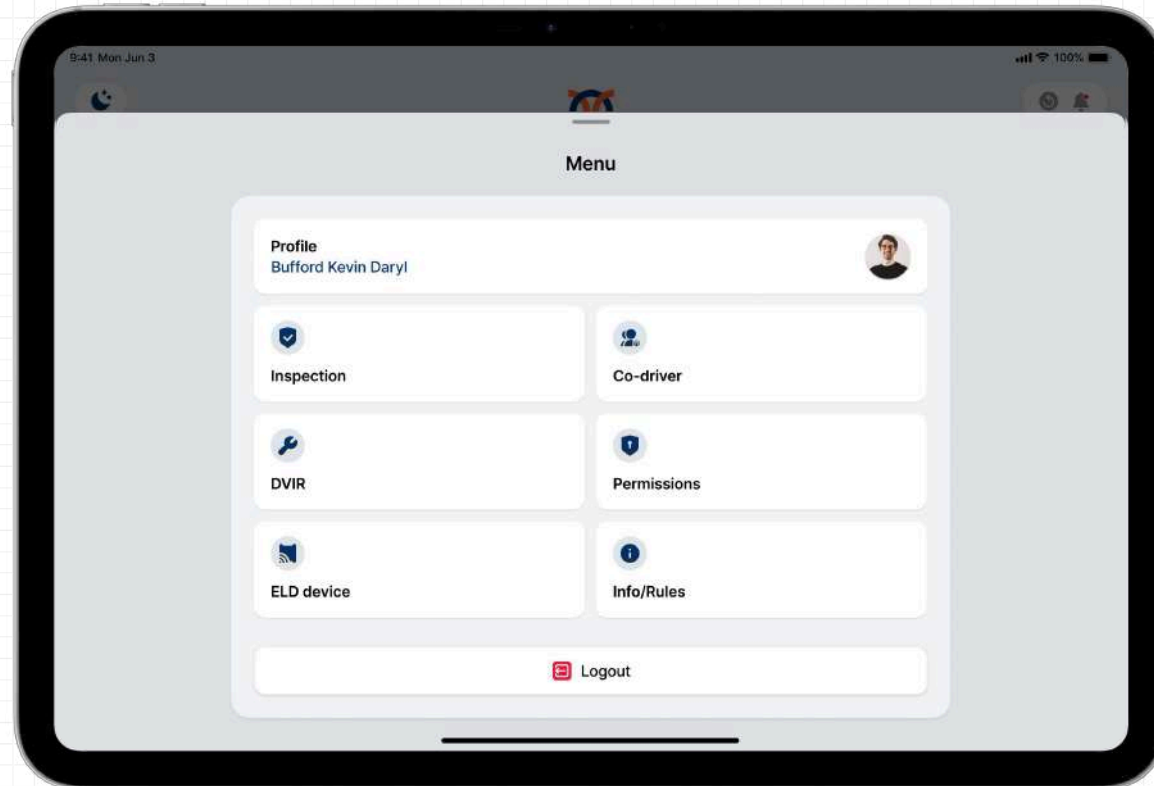 9:41 Mon Jun 3
100%
Menu
Profile
Bufford Kevin Daryl
Inspection
Co-driver
DVIR
Permissions
ELD device
Info/Rules
Logout